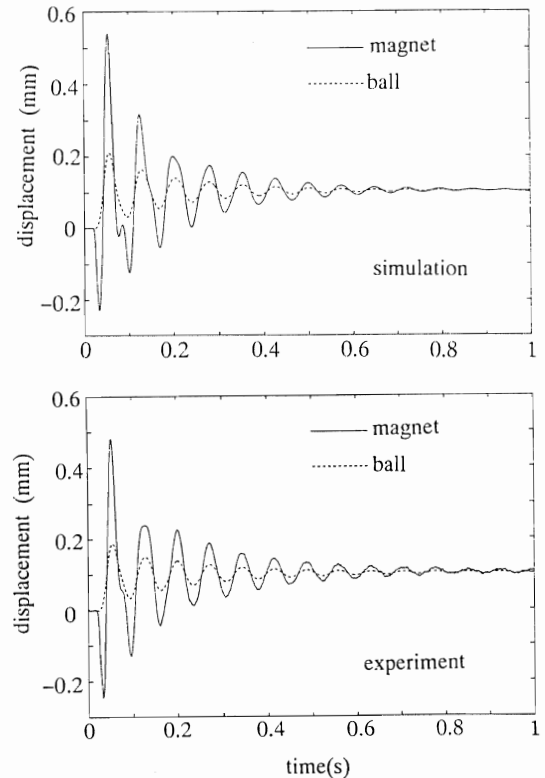 0.6
magnet
ball
0.4
0.2
0
−0.2
displacement (mm)
simulation
0 0.2 0.4 0.6 0.8 1
0.6
magnet
ball
0.4
0.2
0
−0.2
displacement (mm)
experiment
0 0.2 0.4 0.6 0.8 1
time(s)